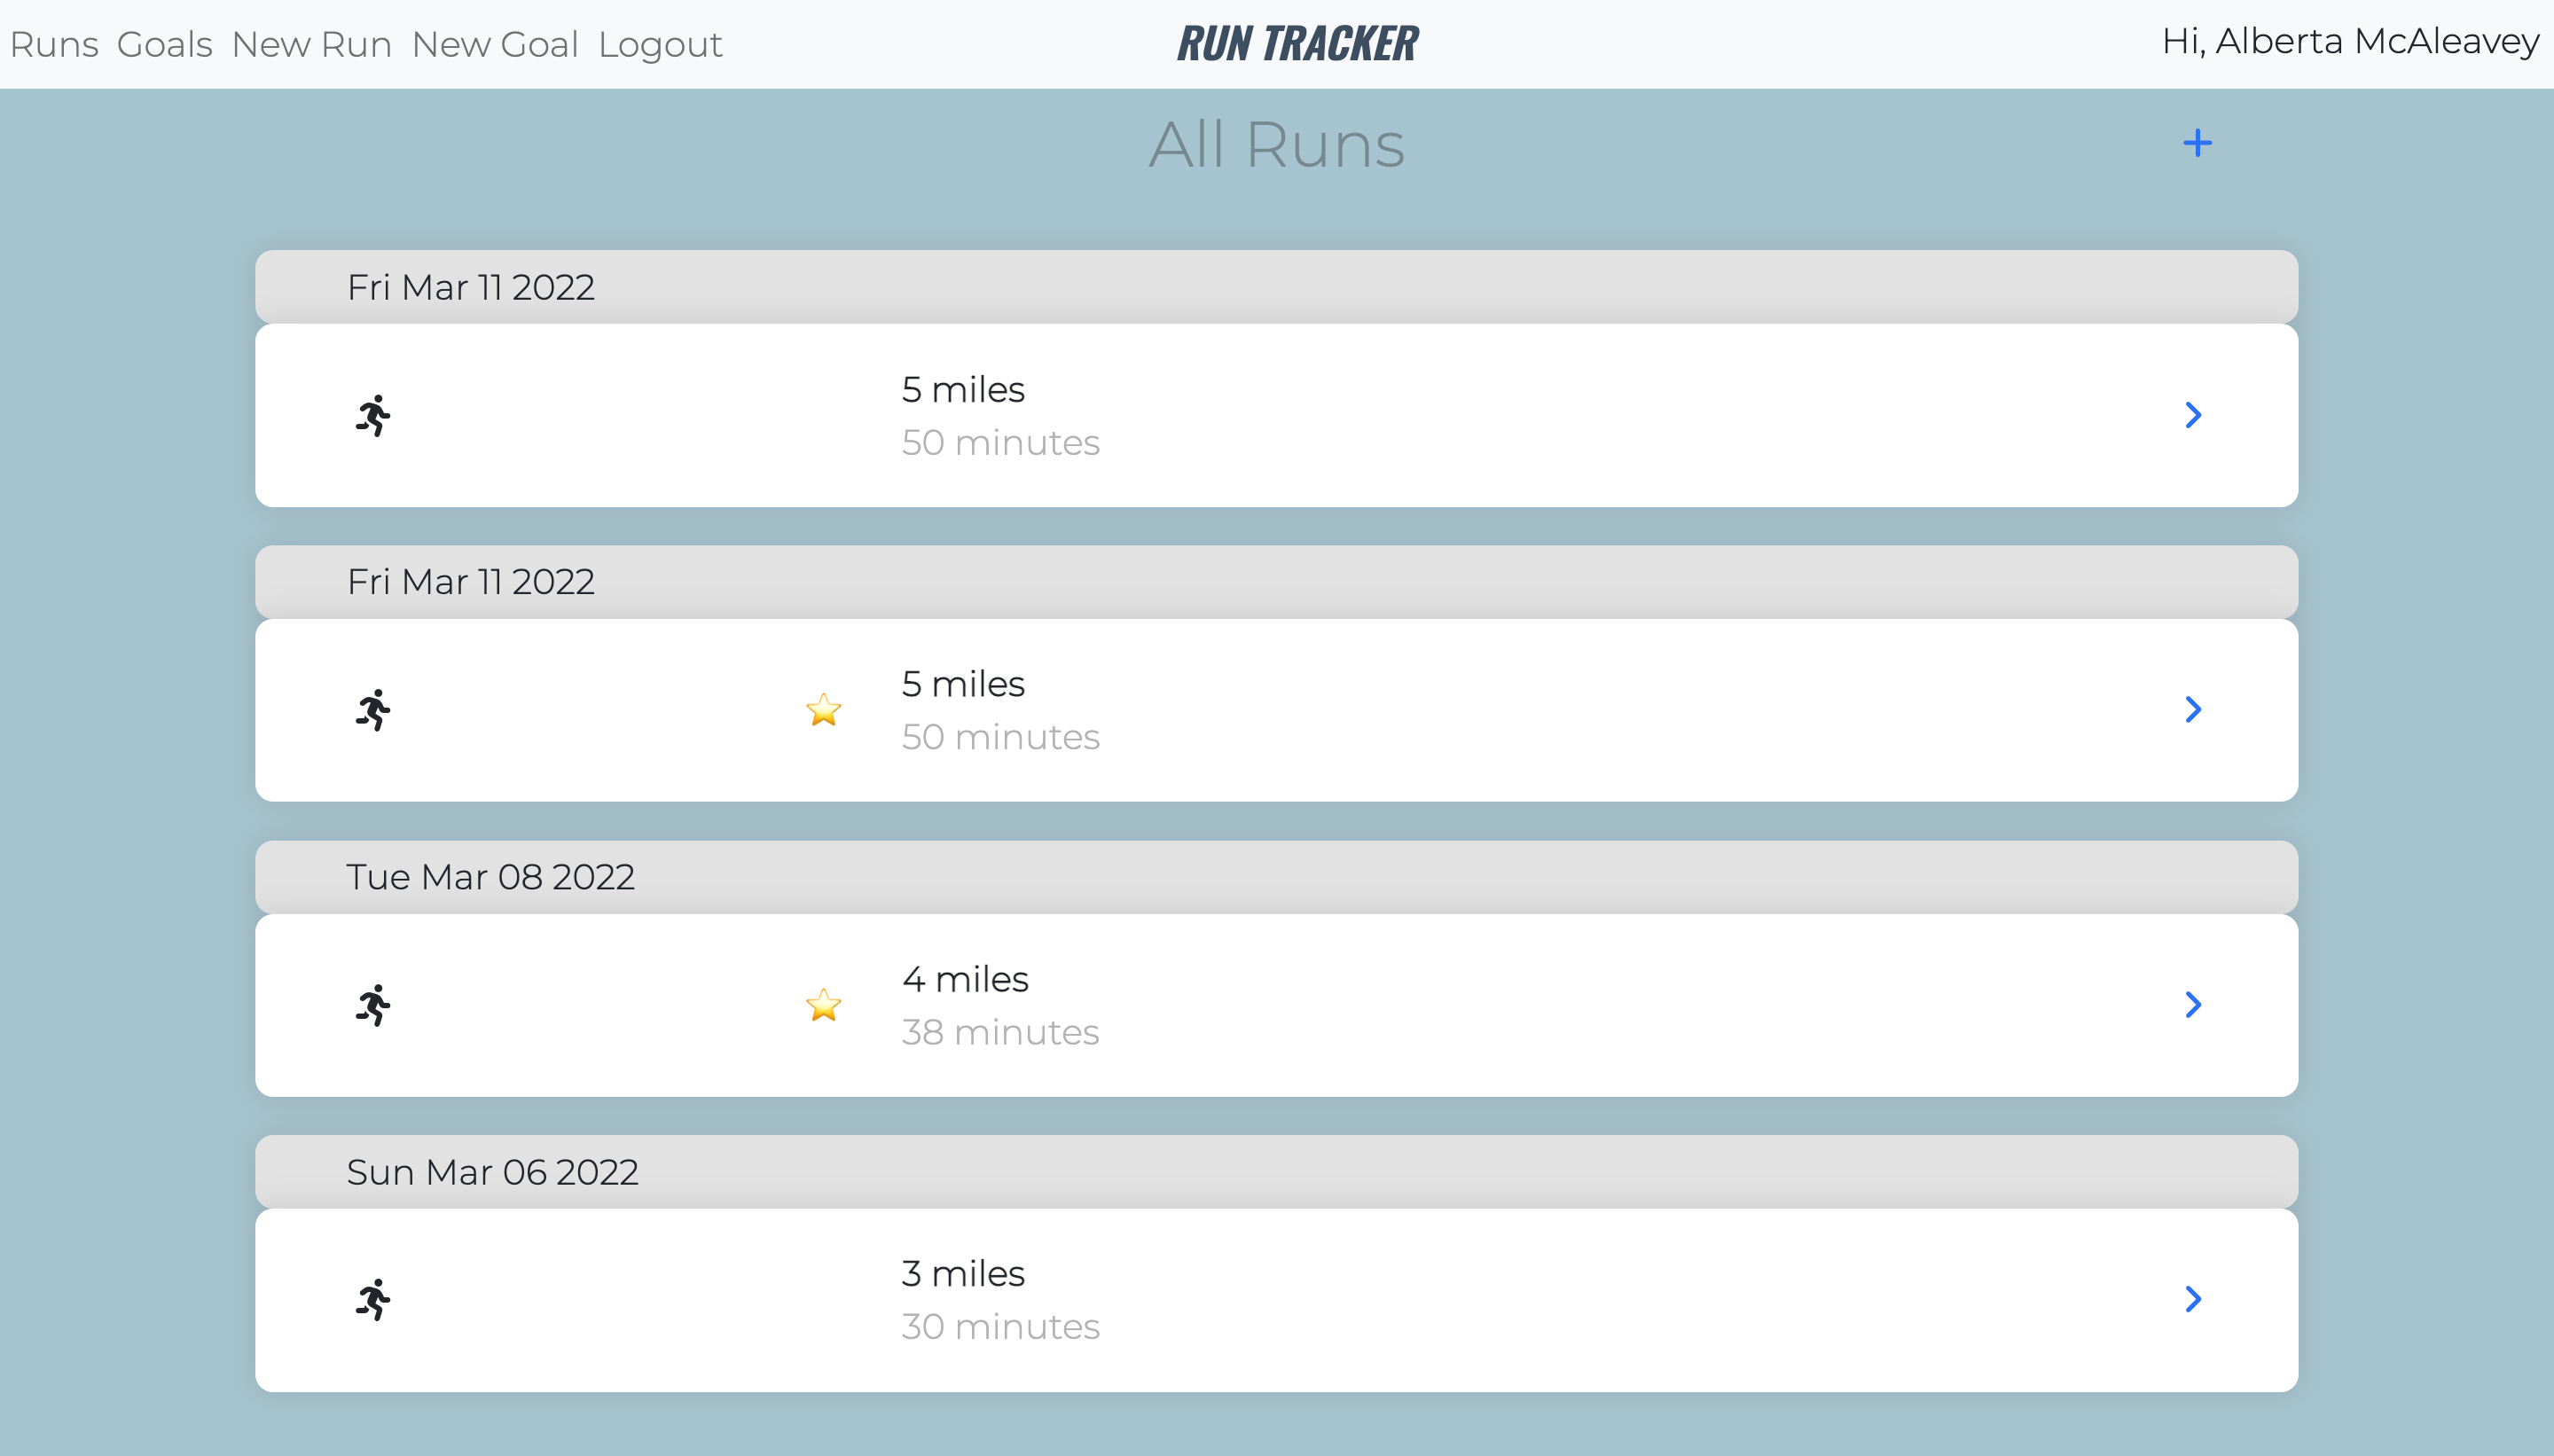 Runs Goals New Run New Goal Logout
RUN TRACKER
Hi, Alberta McAleavey
All Runs
Fri Mar 11 2022
5 miles
50 minutes
Fri Mar 11 2022
5 miles
50 minutes
Tue Mar 08 2022
4 miles
38 minutes
Sun Mar 06 2022
3 miles
30 minutes